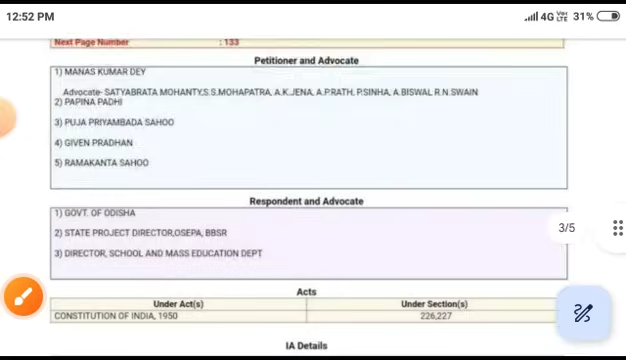 12:52 PM 4G 31%
Next Page Number : 133
Petitioner and Advocate
1) MANAS KUMAR DEY
Advocate- SATYABRATA MOHANTY,S.S.MOHAPATRA, A.K.JENA, A.P.RATH, P.SINHA, A.BISWAL R.N.SWAIN
2) PAPINA PADHI
3) PUJA PRIYAMBADA SAHOO
4) GIVEN PRADHAN
5) RAMAKANTA SAHOO
Respondent and Advocate
1) GOVT. OF ODISHA
2) STATE PROJECT DIRECTOR,OSEPA, BBSR
3/5
3) DIRECTOR, SCHOOL AND MASS EDUCATION DEPT
Acts
Under Act(s) Under Section(s)
CONSTITUTION OF INDIA, 1950 226,227
IA Details